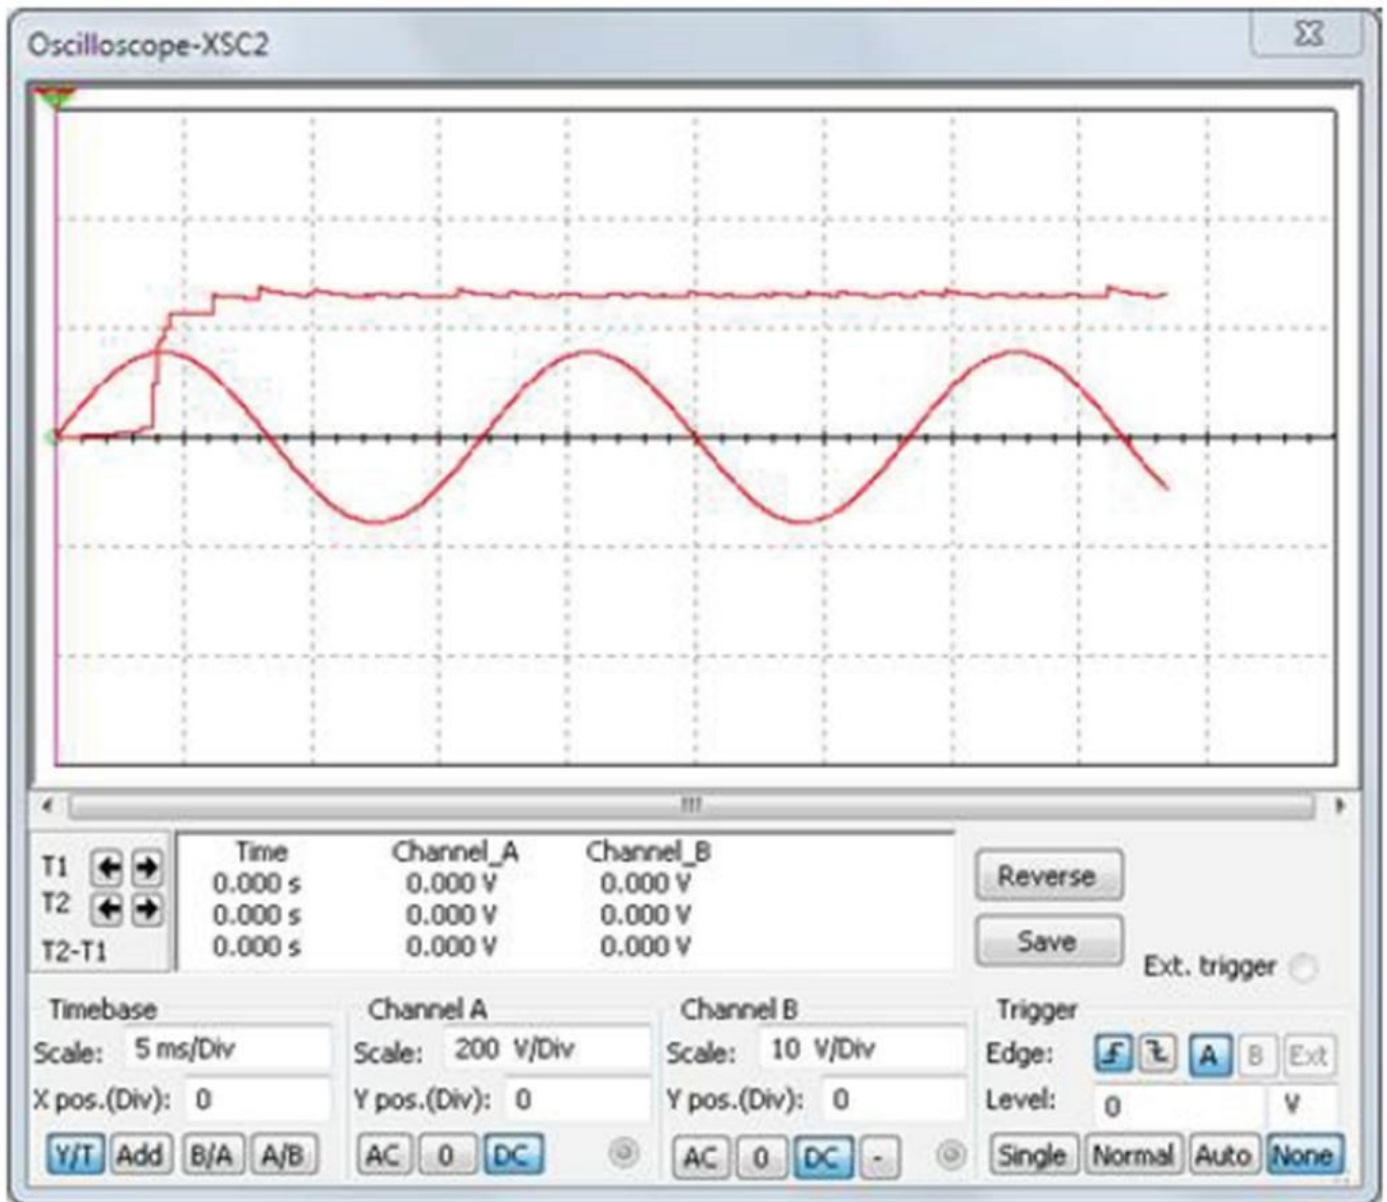 Oscilloscope-XSC2
Time Channel_A Channel_B
T1 0.000 s 0.000 V 0.000 V
T2 0.000 s 0.000 V 0.000 V
T2-T1 0.000 s 0.000 V 0.000 V
Reverse
Save
Ext. trigger
Timebase
Scale: 5 ms/Div
X pos.(Div): 0
Y/T Add B/A A/B
Channel A
Scale: 200 V/Div
Y pos.(Div): 0
AC 0 DC
Channel B
Scale: 10 V/Div
Y pos.(Div): 0
AC 0 DC -
Trigger
Edge: A B Ext
Level: 0 V
Single Normal Auto None